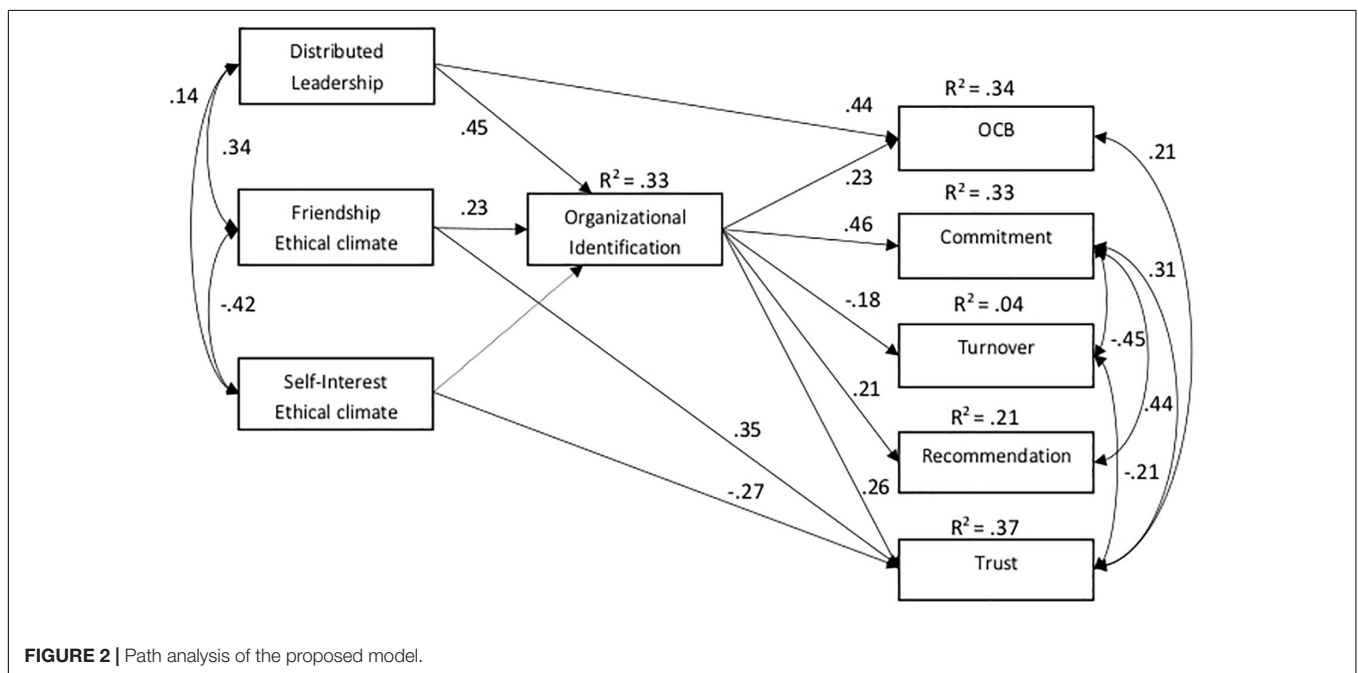 Distributed
Leadership
.14
.34
.45
.44
R² = .34
OCB
.21
.23
R² = .33
Organizational
Identification
Friendship
Ethical climate
.23
-.42
R² = .33
Commitment
.46
.31
-.18
R² = .04
Turnover
-.45
Self-Interest
Ethical climate
.21
.44
R² = .21
Recommendation
-.21
.35
-.27
.26
R² = .37
Trust
FIGURE 2 | Path analysis of the proposed model.